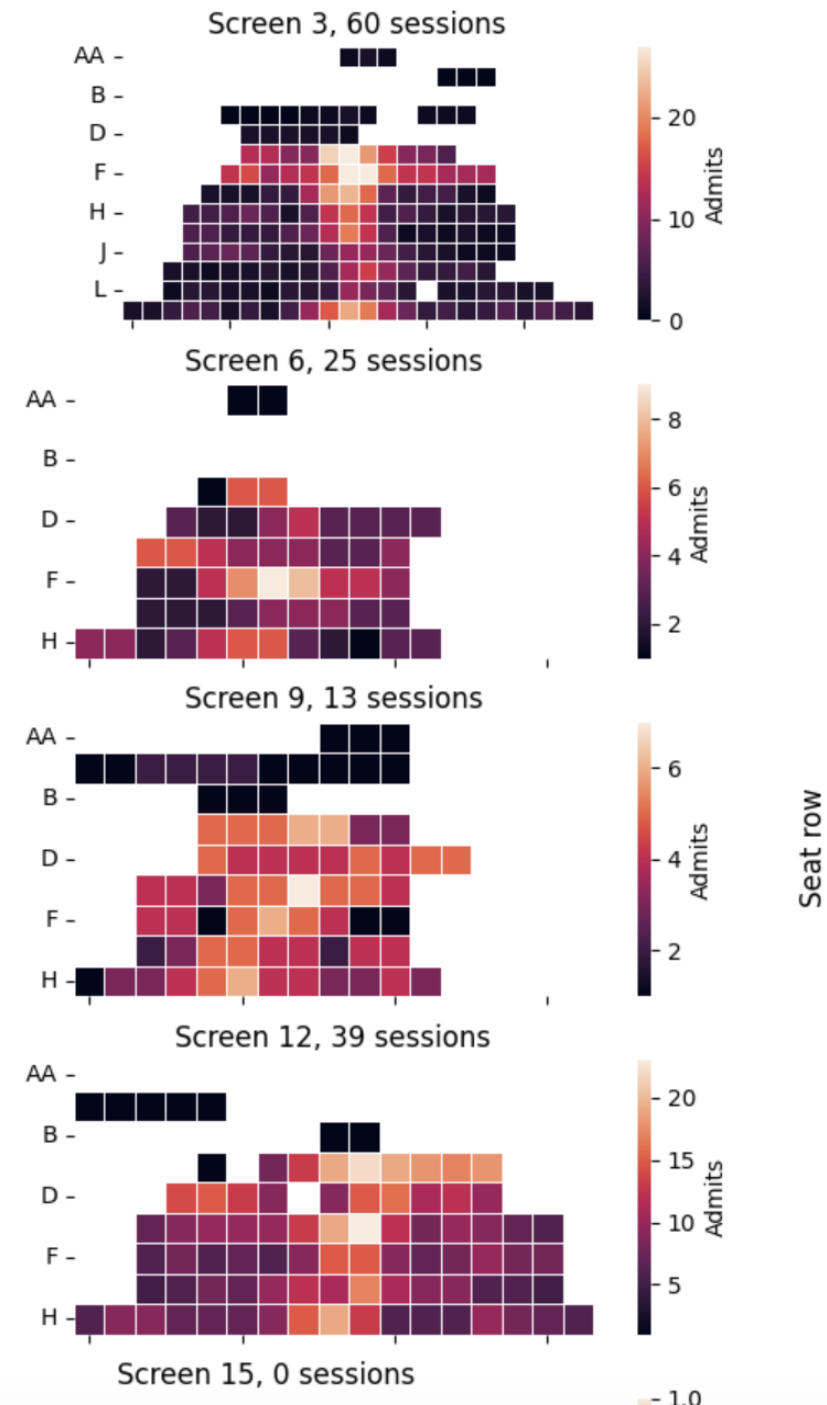 Screen 3, 60 sessions
AA
B
D
F
H
J
L
20
10
0
Admits
Screen 6, 25 sessions
AA
B
D
F
H
8
6
4
2
Admits
Screen 9, 13 sessions
AA
B
D
F
H
6
4
2
Admits
Seat row
Screen 12, 39 sessions
AA
B
D
F
H
20
15
10
5
Admits
Screen 15, 0 sessions
1.0